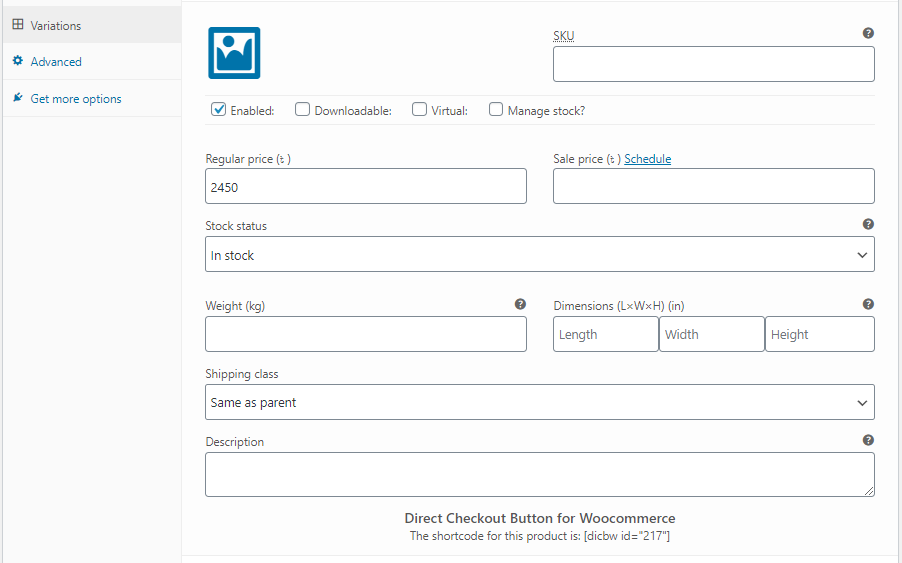 Variations
Advanced
Get more options
SKU
Enabled: Downloadable: Virtual: Manage stock?
Regular price (৳ )
Sale price (৳ ) Schedule
2450
Stock status
In stock
Weight (kg)
Dimensions (L×W×H) (in)
Length Width Height
Shipping class
Same as parent
Description
Direct Checkout Button for Woocommerce
The shortcode for this product is: [dicbw id="217"]